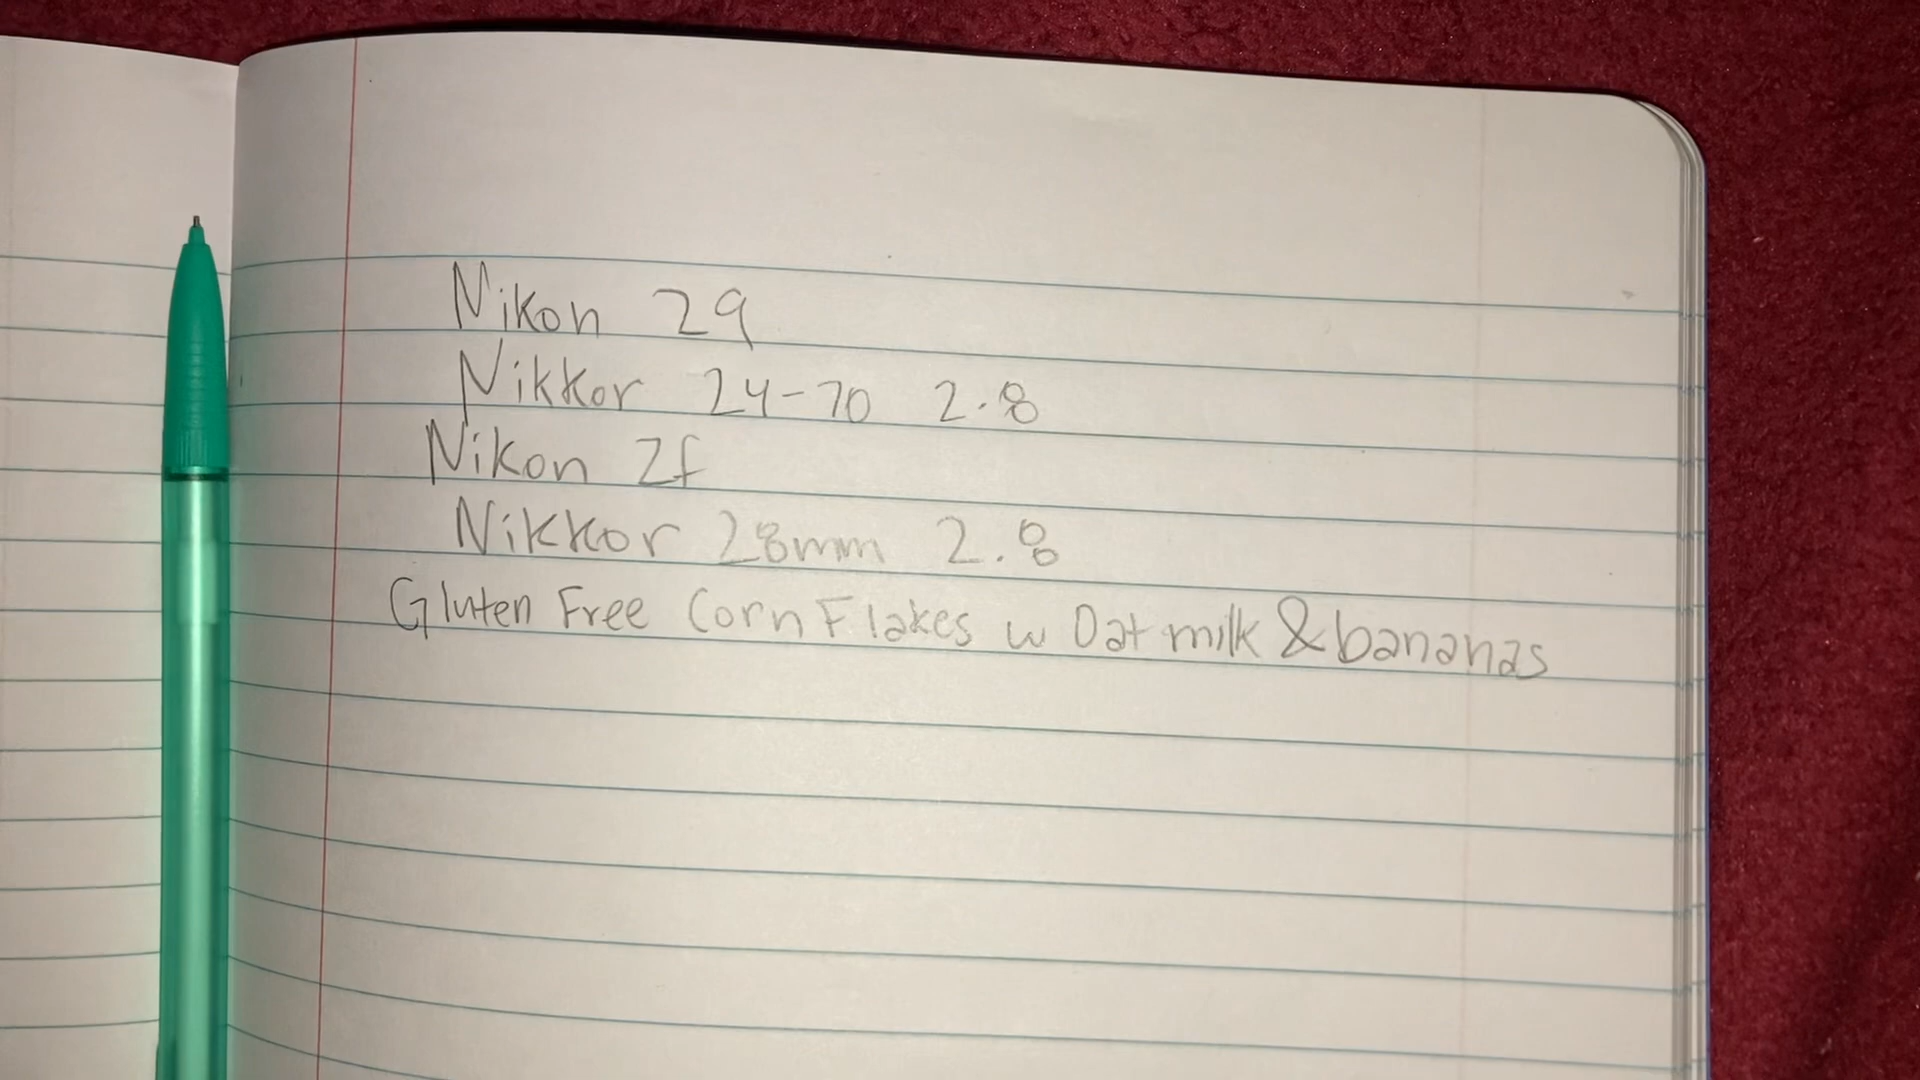 Nikon Z9
Nikkor 24-70 2.8
Nikon Zf
Nikkor 28mm 2.8
Gluten Free Corn Flakes w Oat milk & bananas